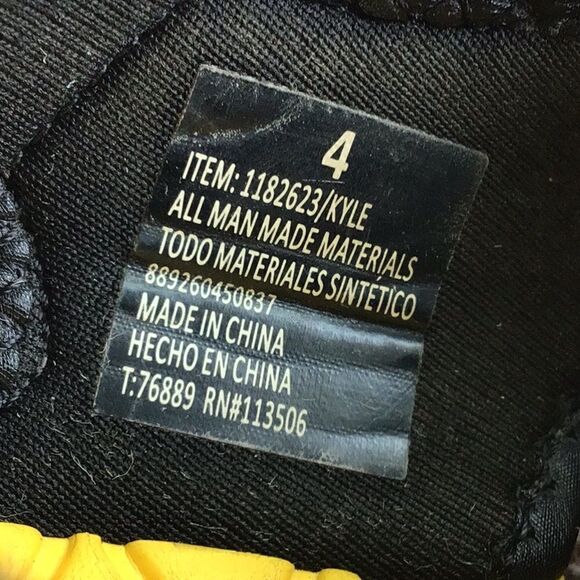 4
ITEM: 1182623/KYLE
ALL MAN MADE MATERIALS
TODO MATERIALES SINTETICO
889260450837
MADE IN CHINA
HECHO EN CHINA
T:76889 RN#113506